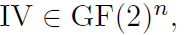 IV ∈ GF(2)ⁿ,